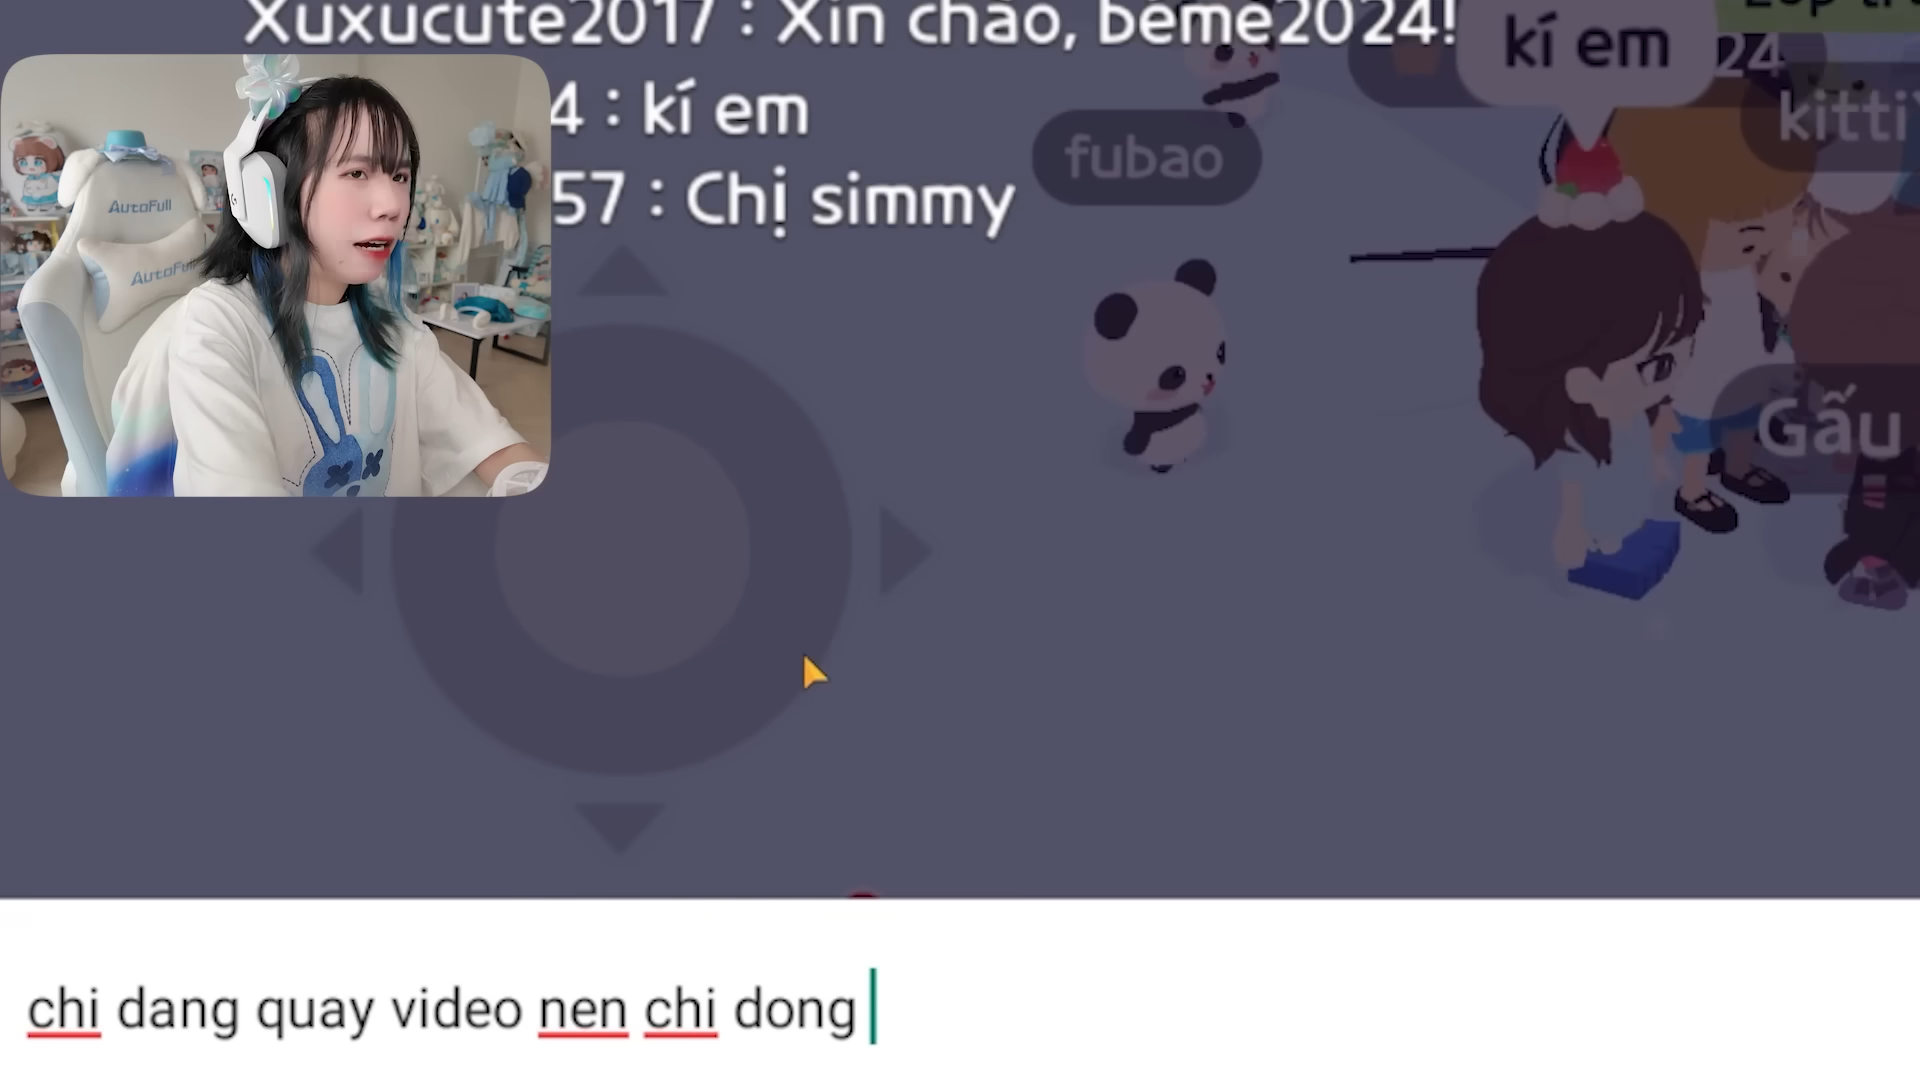 Xuxucute2017 : Xin chào, bême2024!
kí em
24
4 : kí em
kitti
fubao
57 : Chị simmy
AutoFull
AutoFull
Gấu
chi dang quay video nen chi dong